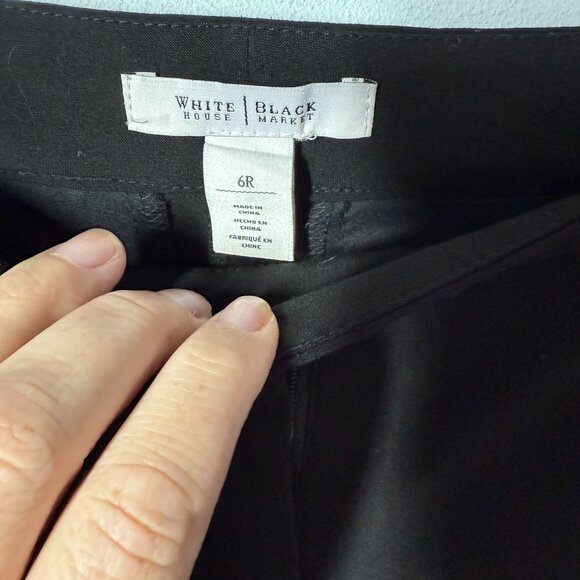 WHITE | BLACK
HOUSE | MARKET
6R
MADE IN
CHINA
HECHO EN
CHINA
FABRIQUÉ EN
CHINE